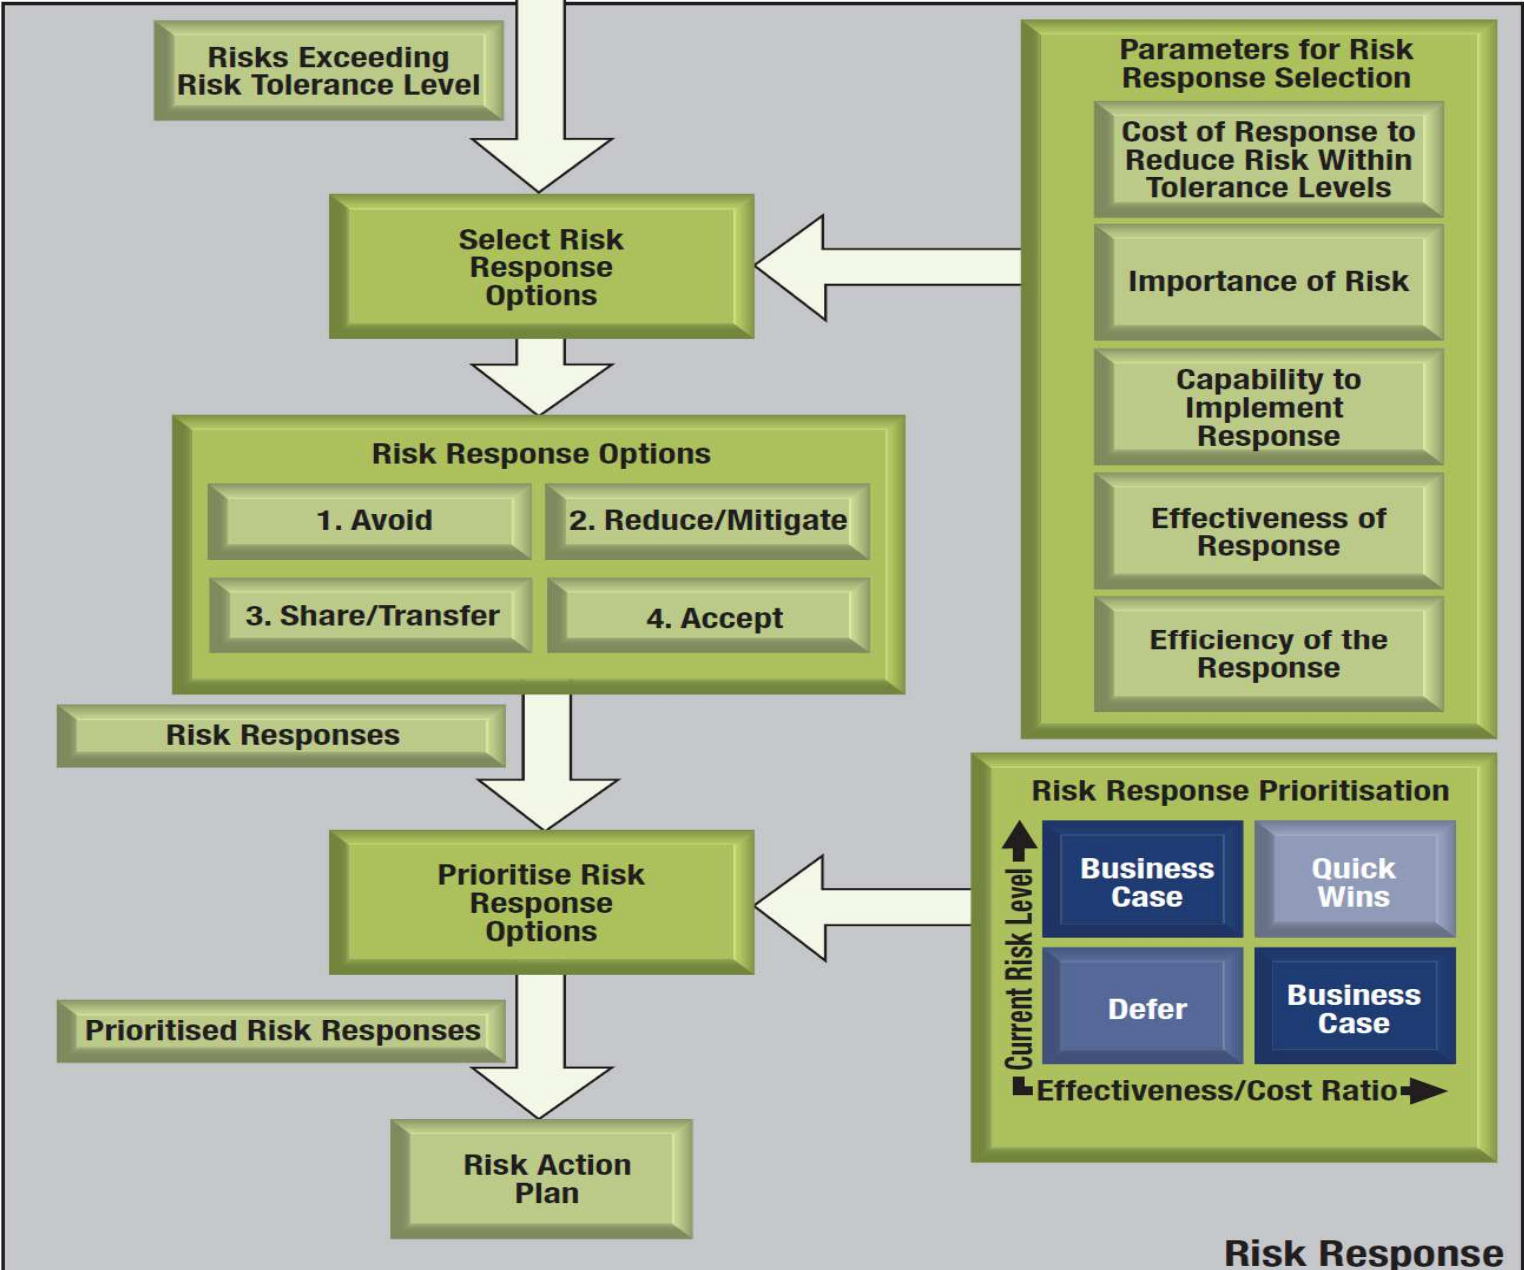 Risks Exceeding
Risk Tolerance Level
Select Risk
Response
Options
Risk Response Options
1. Avoid
2. Reduce/Mitigate
3. Share/Transfer
4. Accept
Risk Responses
Prioritise Risk
Response
Options
Prioritised Risk Responses
Risk Action
Plan
Parameters for Risk
Response Selection
Cost of Response to
Reduce Risk Within
Tolerance Levels
Importance of Risk
Capability to
Implement
Response
Effectiveness of
Response
Efficiency of the
Response
Risk Response Prioritisation
Current Risk Level
Business
Case
Quick
Wins
Defer
Business
Case
Effectiveness/Cost Ratio
Risk Response